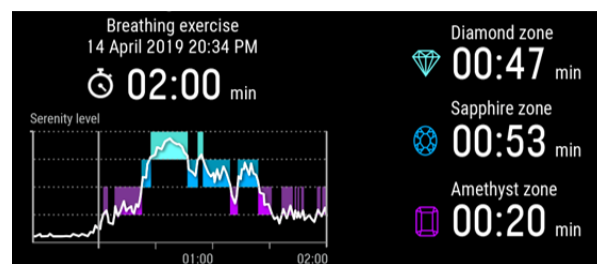 Breathing exercise
14 April 2019 20:34 PM
02:00 min
Serenity level
01:00
02:00
Diamond zone
00:47 min
Sapphire zone
00:53 min
Amethyst zone
00:20 min